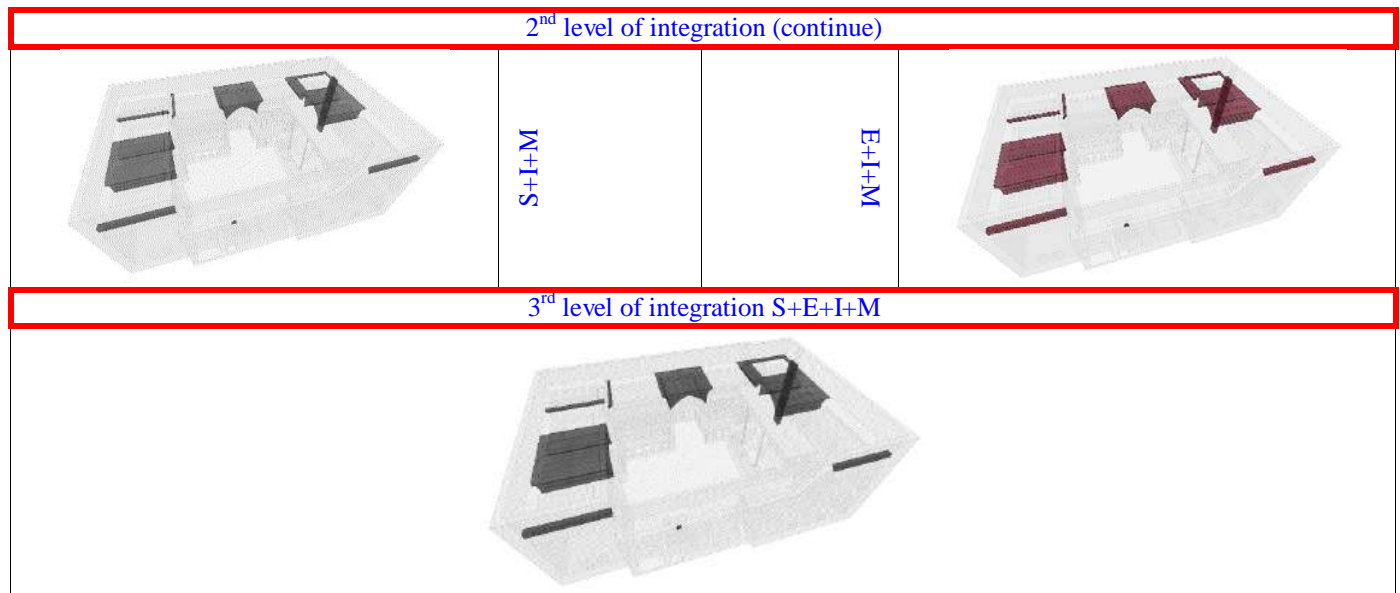 2nd level of integration (continue)
S+I+M
E+I+M
3rd level of integration S+E+I+M